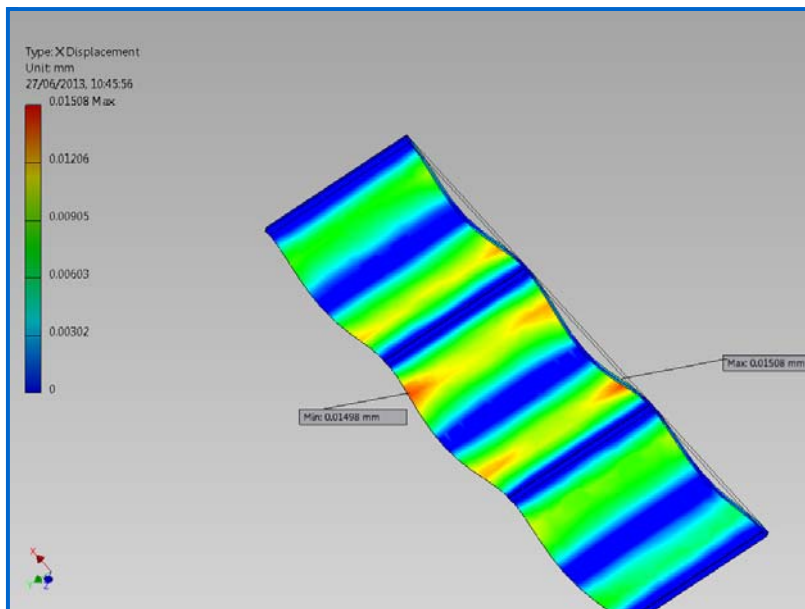 Type: X Displacement
Unit: mm
27/06/2013, 10:45:56
0.01508 Max
0.01206
0.00905
0.00603
0.00302
0
Max: 0.01508 mm
Min: 0.01498 mm
X
Y
Z